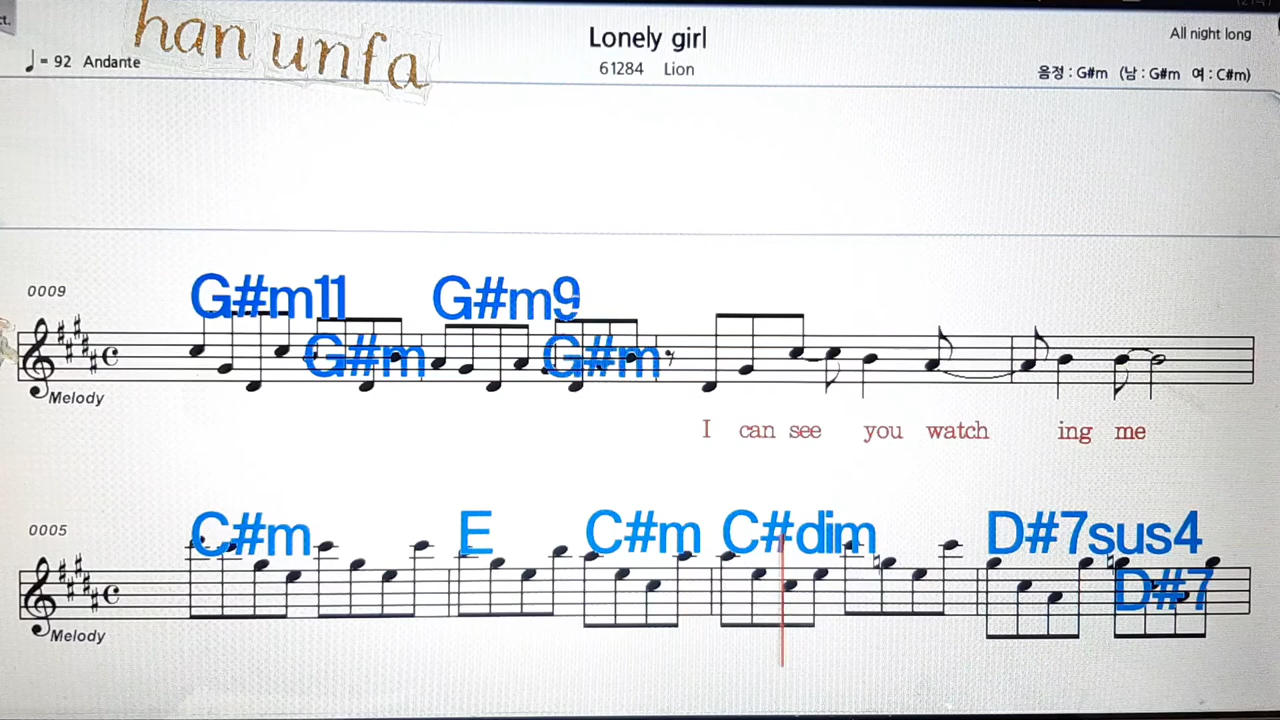 ct.
han unfa
Lonely girl
All night long
= 92 Andante
61284 Lion
음정 : G#m (남 : G#m 여 : C#m)
0009
G#m11 G#m9
G#m G#m
Melody
I can see you watch ing me
0005
C#m E C#m C#dim D#7sus4
D#7
Melody